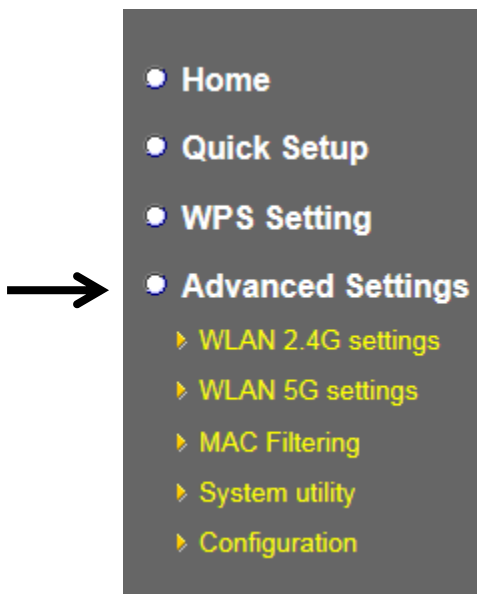 Home
Quick Setup
WPS Setting
Advanced Settings
WLAN 2.4G settings
WLAN 5G settings
MAC Filtering
System utility
Configuration